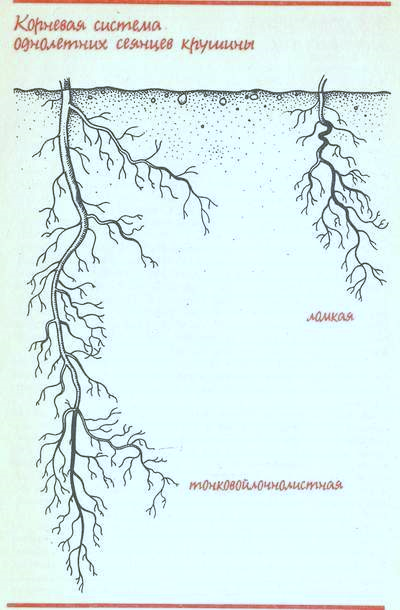 Корневая система
однолетних сеянцев крушины
ломкая
тонковойлочнолистная